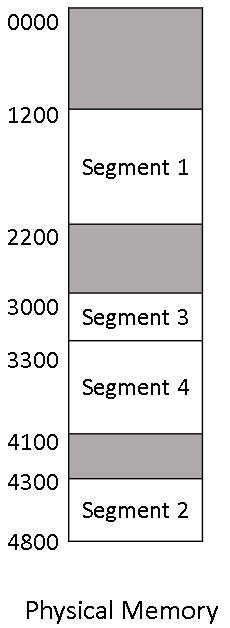 0000
1200
Segment 1
2200
3000
Segment 3
3300
Segment 4
4100
4300
Segment 2
4800
Physical Memory